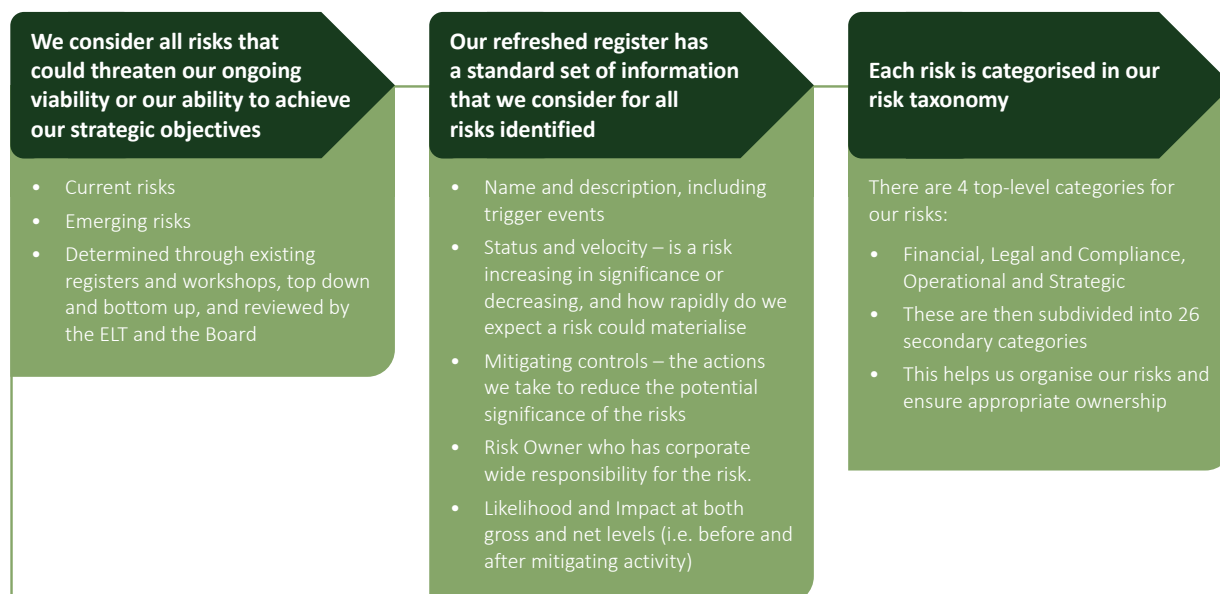 We consider all risks that
could threaten our ongoing
viability or our ability to achieve
our strategic objectives
• Current risks
• Emerging risks
• Determined through existing
registers and workshops, top down
and bottom up, and reviewed by
the ELT and the Board
Our refreshed register has
a standard set of information
that we consider for all
risks identified
• Name and description, including
trigger events
• Status and velocity – is a risk
increasing in significance or
decreasing, and how rapidly do we
expect a risk could materialise
• Mitigating controls – the actions
we take to reduce the potential
significance of the risks
• Risk Owner who has corporate
wide responsibility for the risk.
• Likelihood and Impact at both
gross and net levels (i.e. before and
after mitigating activity)
Each risk is categorised in our
risk taxonomy
There are 4 top-level categories for
our risks:
• Financial, Legal and Compliance,
Operational and Strategic
• These are then subdivided into 26
secondary categories
• This helps us organise our risks and
ensure appropriate ownership